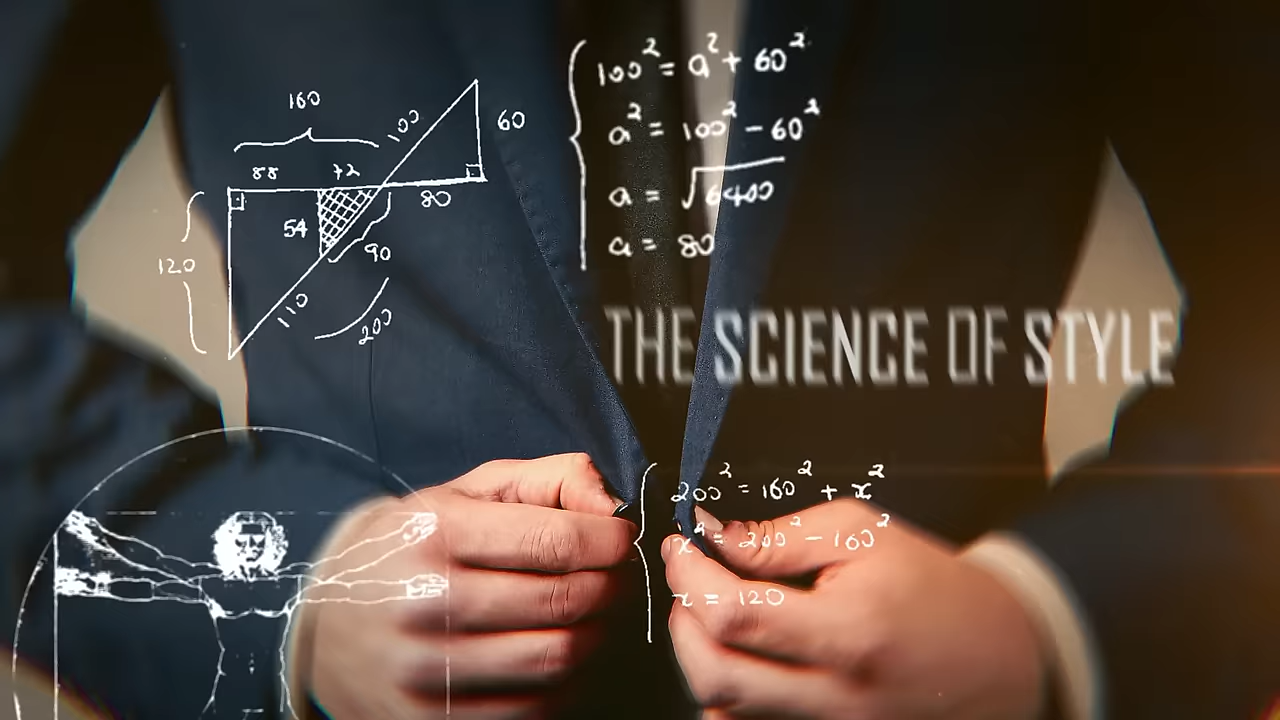 160
100
60
88 72
80
54
90
120
110
200
100² = a² + 60²
a² = 100² - 60²
a = √6400
a = 80
THE SCIENCE OF STYLE
200² = 160² + x²
x² = 200² - 160²
x = 120